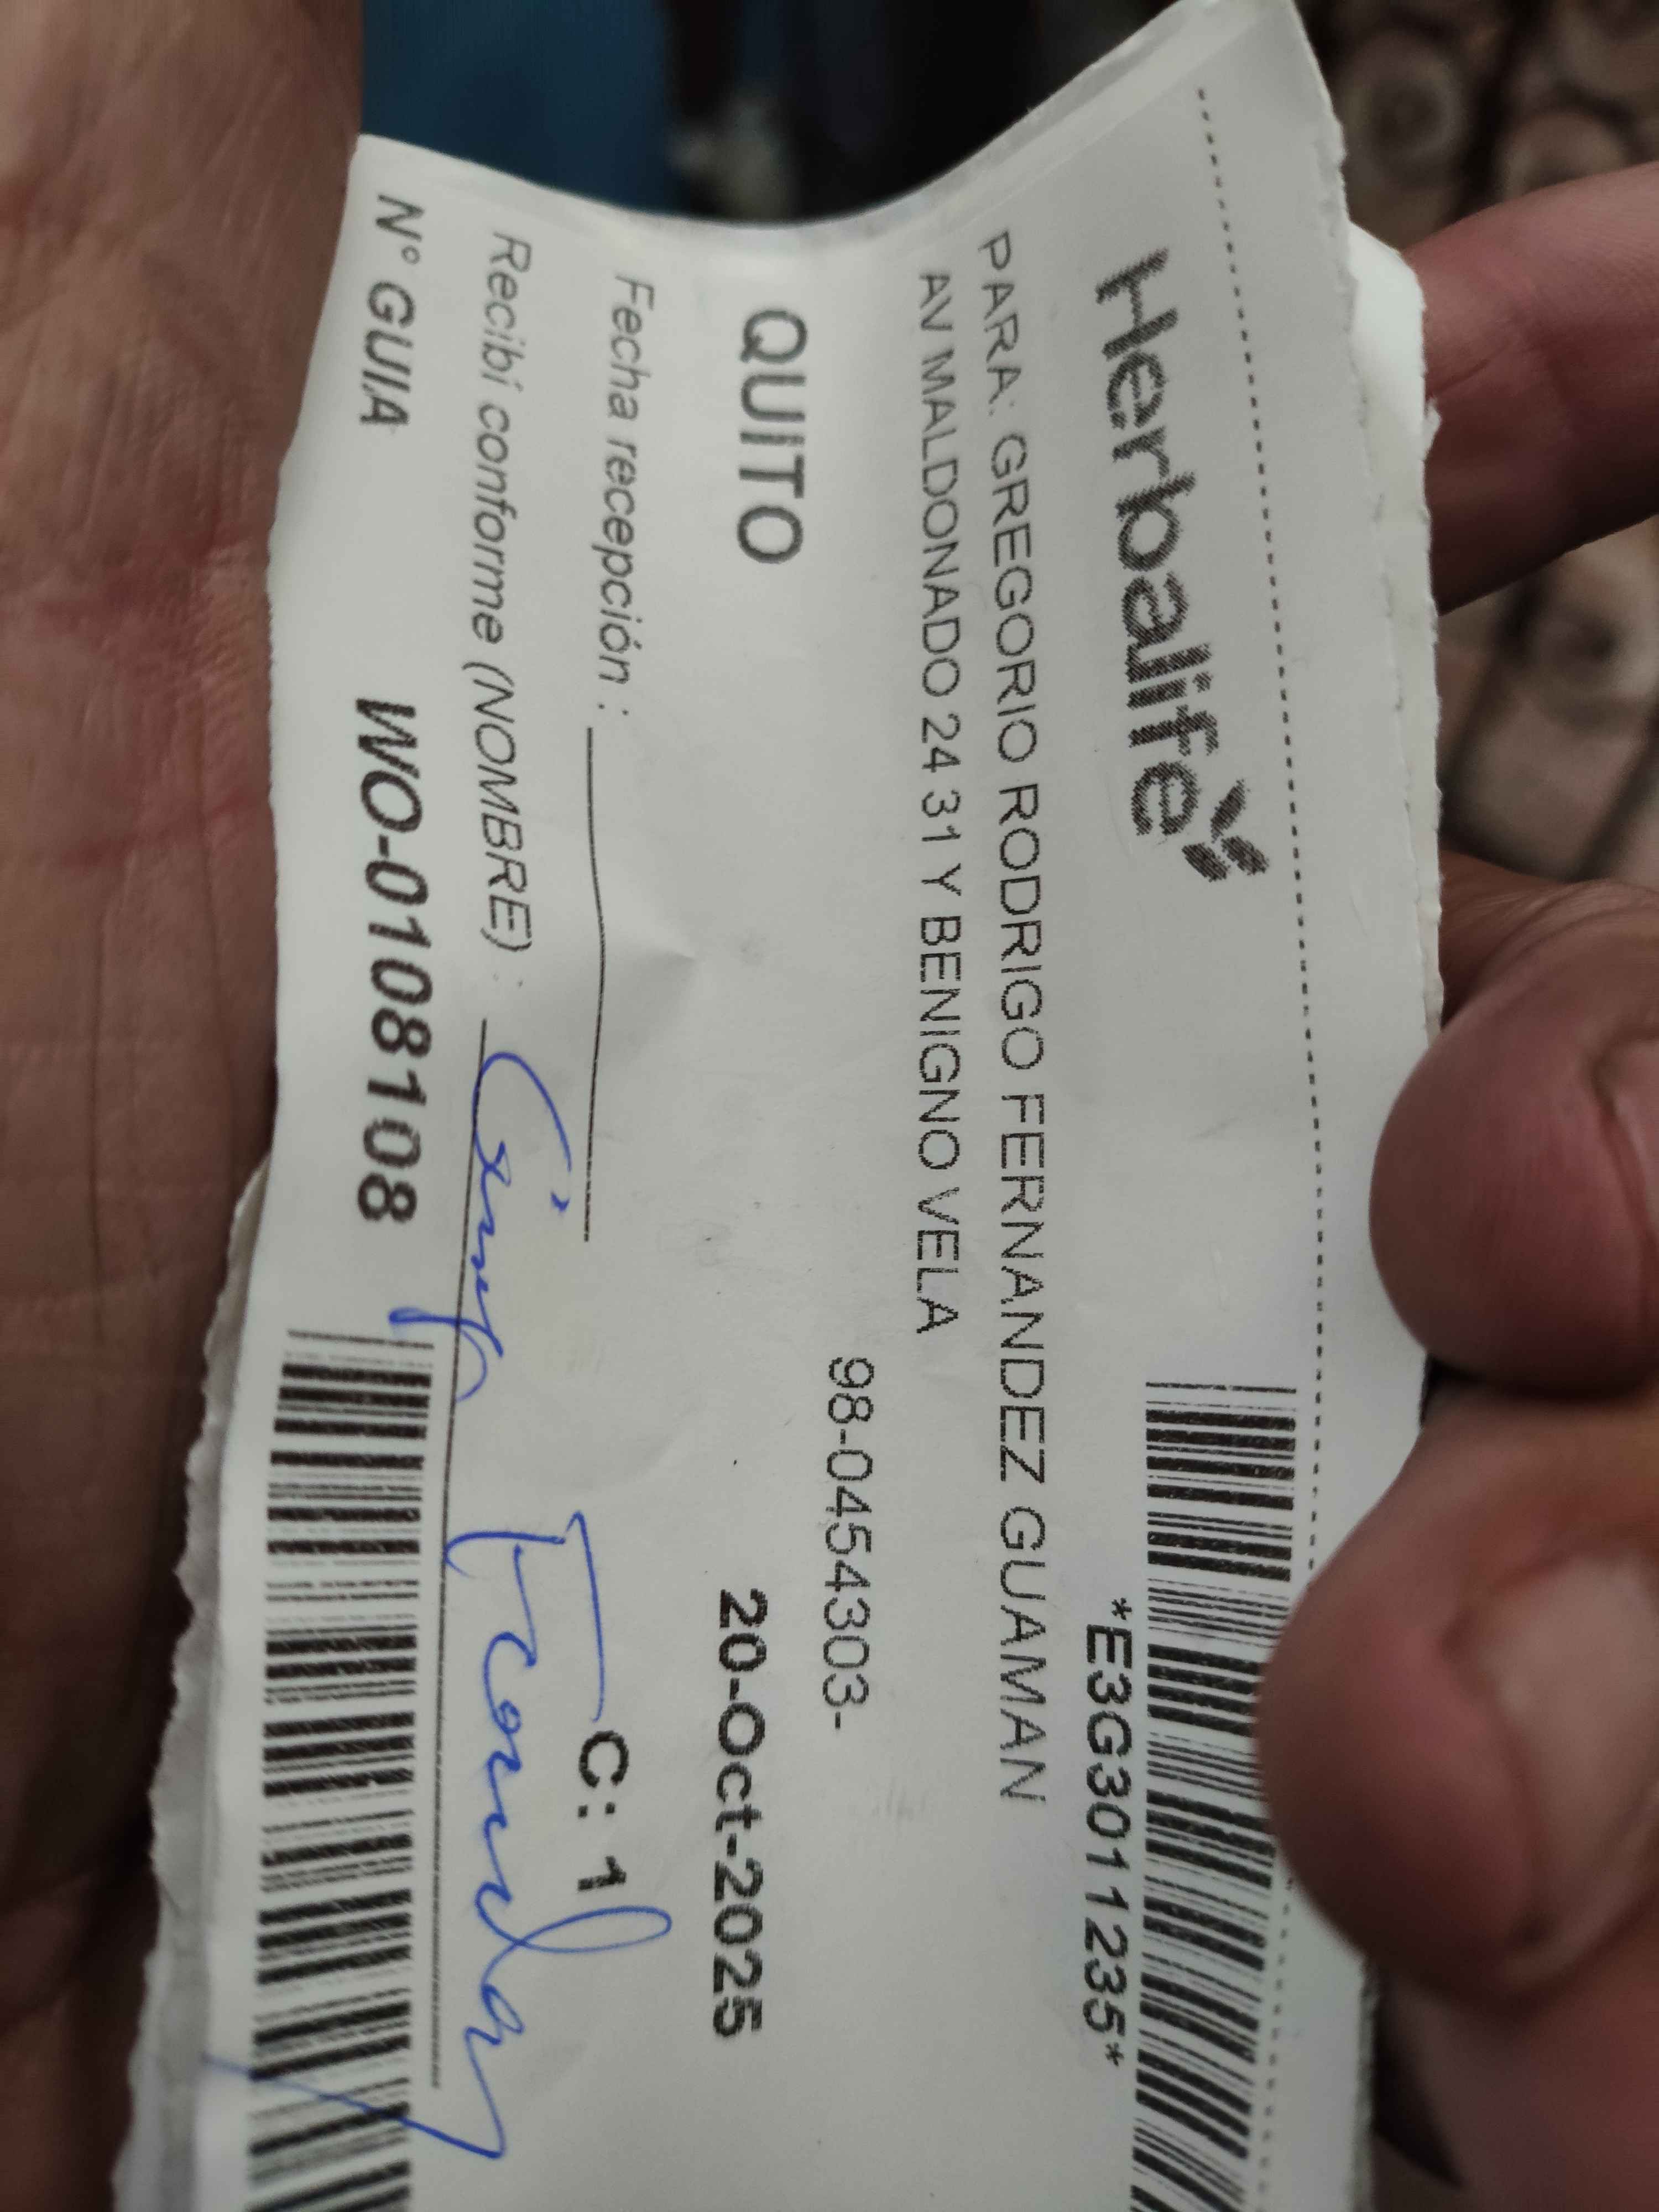 Herbalife
*E3G3011235*
PARA: GREGORIO RODRIGO FERNANDEZ GUAMAN
AV MALDONADO 24 31 Y BENIGNO VELA
98-0454303-
QUITO 20-Oct-2025
Fecha recepción : C: 1
Recibí conforme (NOMBRE) :
N° GUIA WO-0108108